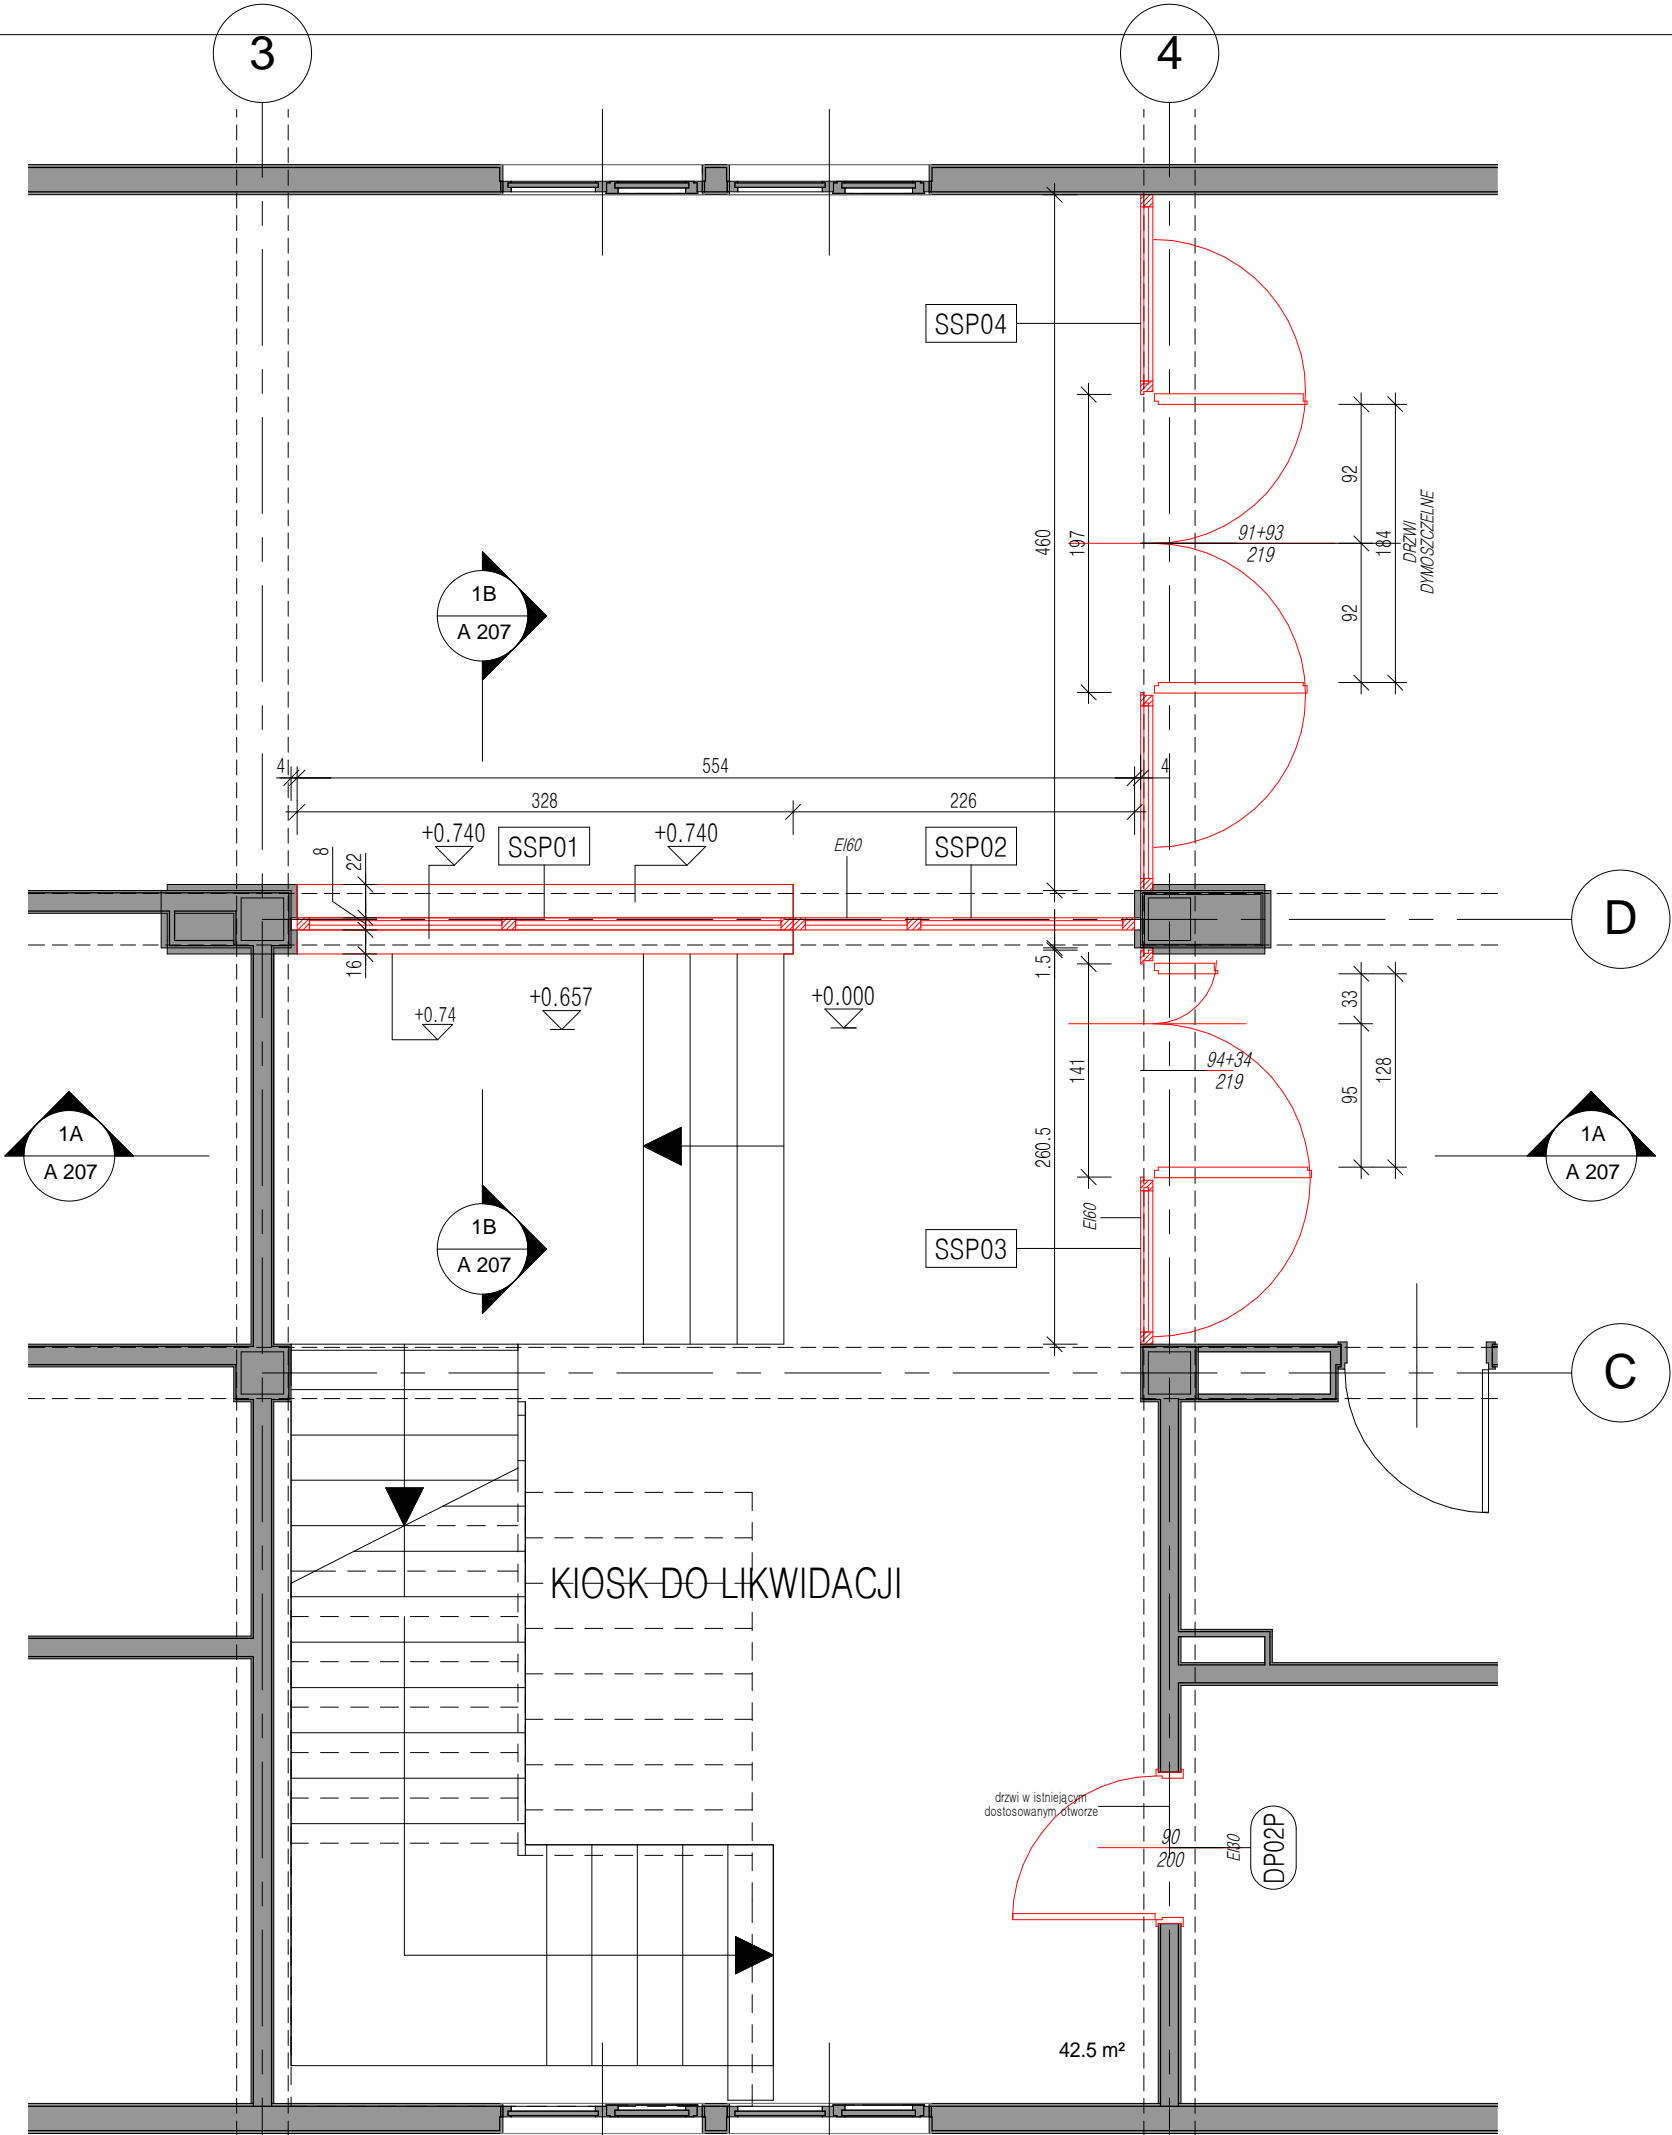 3
4
SSP04
460
197
92
92
184
DRZWI
DYMOSZCZELNE
91+93
219
1B
A 207
4
554
4
328
226
8
22
+0.740
SSP01
+0.740
EI60
SSP02
D
16
+0.74
+0.657
+0.000
1.5
33
141
94+34
219
95
128
1A
A 207
1A
A 207
260.5
EI60
1B
A 207
SSP03
C
KIOSK DO LIKWIDACJI
drzwi w istniejącym
dostosowanym otworze
90
200
EI30
DP02P
42.5 m²